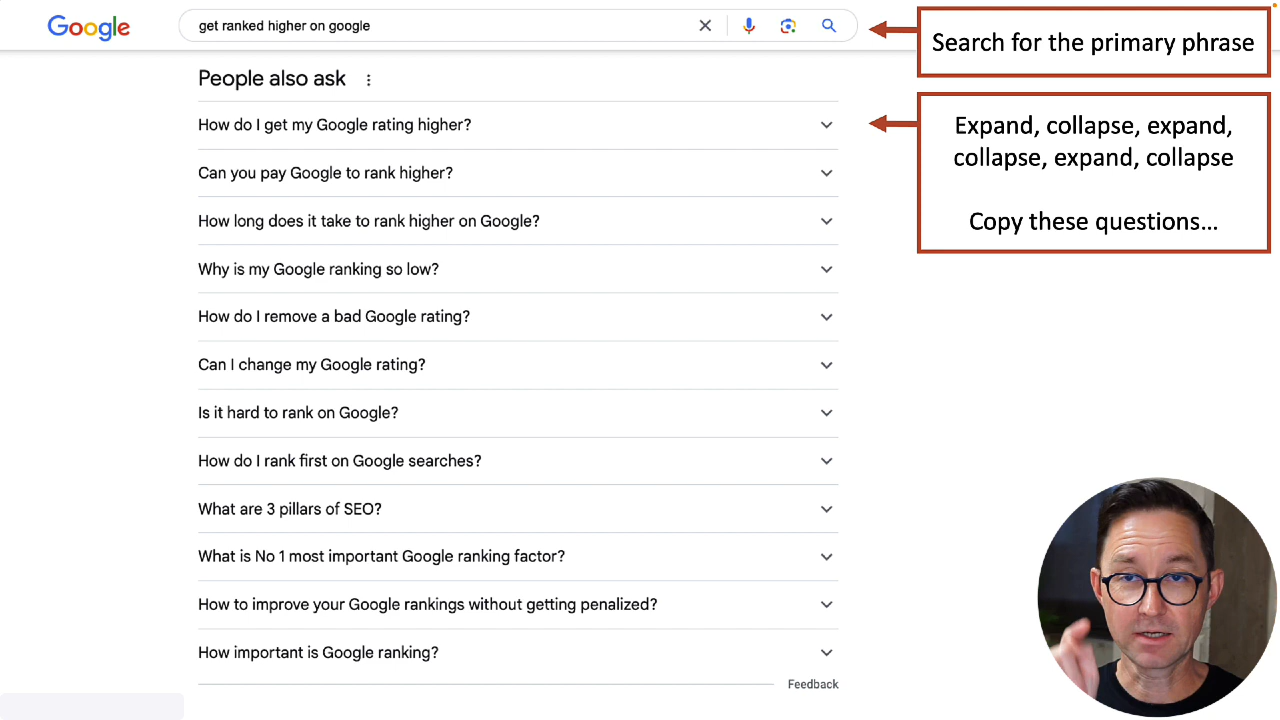 Google
get ranked higher on google
Search for the primary phrase
People also ask
How do I get my Google rating higher?
Expand, collapse, expand,
collapse, expand, collapse
Copy these questions...
Can you pay Google to rank higher?
How long does it take to rank higher on Google?
Why is my Google ranking so low?
How do I remove a bad Google rating?
Can I change my Google rating?
Is it hard to rank on Google?
How do I rank first on Google searches?
What are 3 pillars of SEO?
What is No 1 most important Google ranking factor?
How to improve your Google rankings without getting penalized?
How important is Google ranking?
Feedback